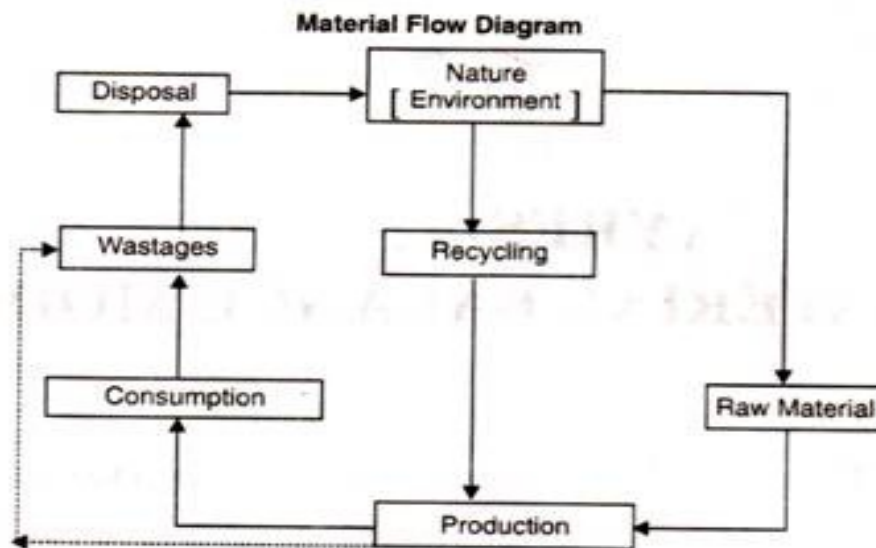 Material Flow Diagram
Nature
[ Environment ]
Disposal
Wastages
Recycling
Consumption
Raw Material
Production